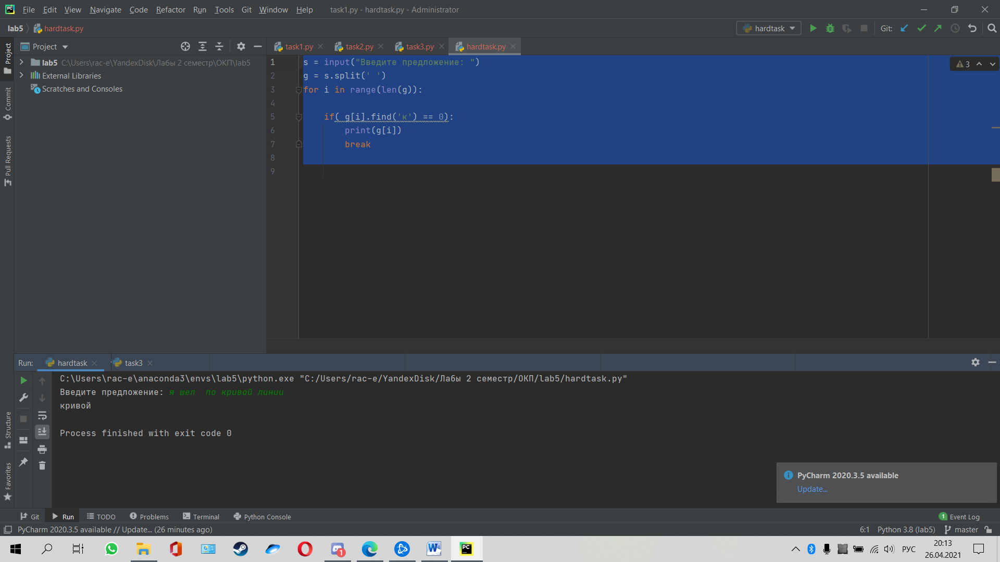 File Edit View Navigate Code Refactor Run Tools Git Window Help task1.py - hardtask.py - Administrator
lab5 hardtask.py hardtask Git:
Project task1.py task2.py task3.py hardtask.py
lab5 C:\Users\rac-e\YandexDisk\Лабы 2 семестр\ОКП\lab5
External Libraries
Scratches and Consoles
Project
Commit
Pull Requests
Structure
Favorites
3
1 s = input("Введите предложение: ")
2 g = s.split(' ')
3 for i in range(len(g)):
4
5 if( g[i].find('к') == 0):
6 print(g[i])
7 break
8
9
Run: hardtask task3
C:\Users\rac-e\anaconda3\envs\lab5\python.exe "C:/Users/rac-e/YandexDisk/Лабы 2 семестр/ОКП/lab5/hardtask.py"
Введите предложение: я шел  по кривой линии
кривой
Process finished with exit code 0
PyCharm 2020.3.5 available
Update...
Git Run TODO Problems Terminal Python Console 1 Event Log
PyCharm 2020.3.5 available // Update... (26 minutes ago) 6:1 Python 3.8 (lab5) master
1 РУС 20:13
26.04.2021